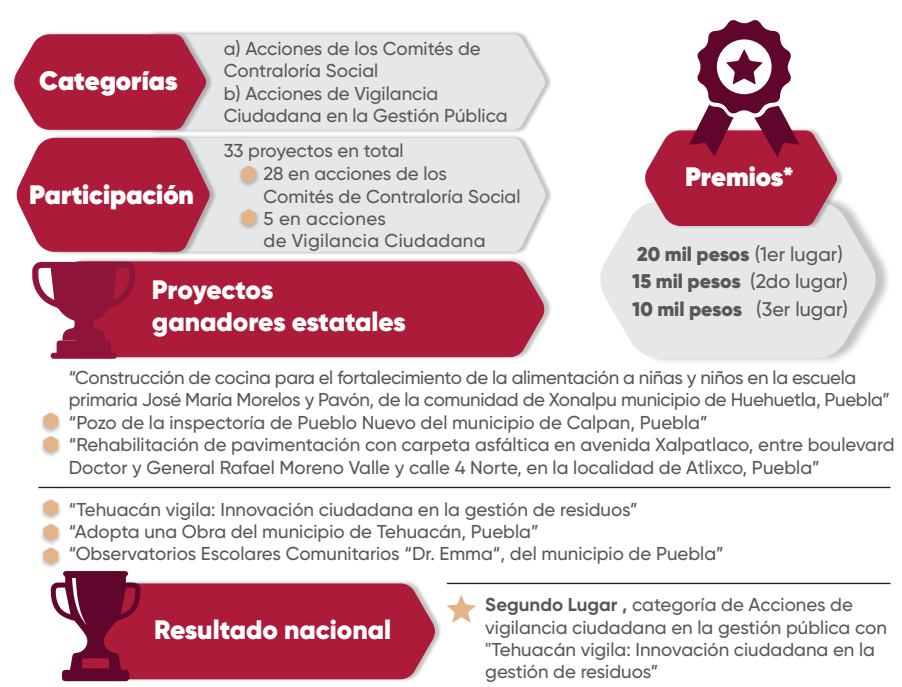 Categorías
a) Acciones de los Comités de
Contraloría Social
b) Acciones de Vigilancia
Ciudadana en la Gestión Pública
Participación
33 proyectos en total
28 en acciones de los
Comités de Contraloría Social
5 en acciones
de Vigilancia Ciudadana
Premios*
20 mil pesos (1er lugar)
15 mil pesos (2do lugar)
10 mil pesos (3er lugar)
Proyectos
ganadores estatales
“Construcción de cocina para el fortalecimiento de la alimentación a niñas y niños en la escuela
primaria José María Morelos y Pavón, de la comunidad de Xonalpu municipio de Huehuetla, Puebla”
“Pozo de la inspectoría de Pueblo Nuevo del municipio de Calpan, Puebla”
“Rehabilitación de pavimentación con carpeta asfáltica en avenida Xalpatlaco, entre boulevard
Doctor y General Rafael Moreno Valle y calle 4 Norte, en la localidad de Atlixco, Puebla”
“Tehuacán vigila: Innovación ciudadana en la gestión de residuos”
“Adopta una Obra del municipio de Tehuacán, Puebla”
“Observatorios Escolares Comunitarios “Dr. Emma“, del municipio de Puebla”
Resultado nacional
Segundo Lugar , categoría de Acciones de
vigilancia ciudadana en la gestión pública con
"Tehuacán vigila: Innovación ciudadana en la
gestión de residuos”